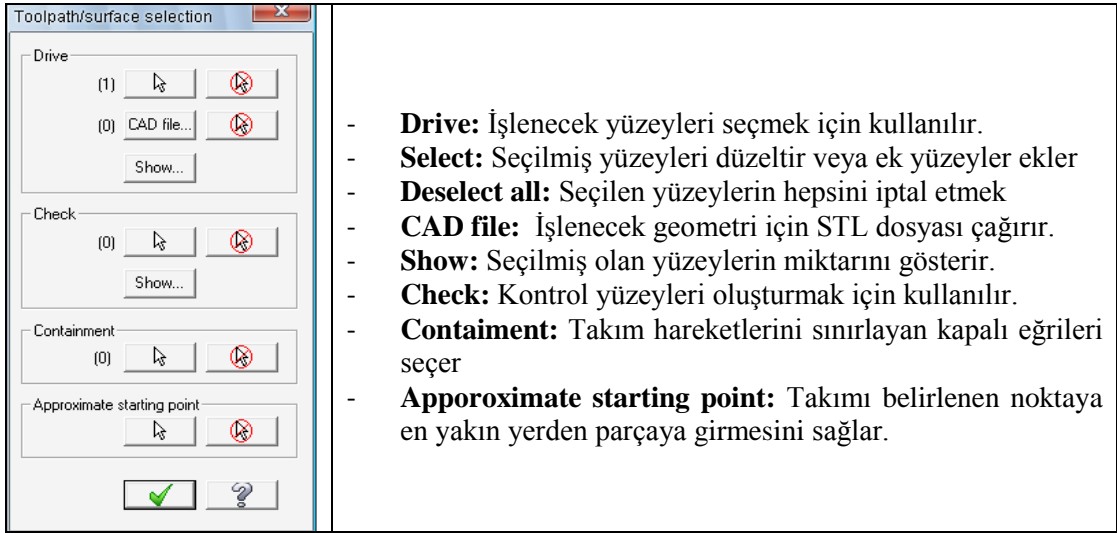 Toolpath/surface selection
Drive
(1)
(0) CAD file...
Show...
Check
(0)
Show...
Containment
(0)
Approximate starting point
- Drive: İşlenecek yüzeyleri seçmek için kullanılır.
- Select: Seçilmiş yüzeyleri düzeltir veya ek yüzeyler ekler
- Deselect all: Seçilen yüzeylerin hepsini iptal etmek
- CAD file: İşlenecek geometri için STL dosyası çağırır.
- Show: Seçilmiş olan yüzeylerin miktarını gösterir.
- Check: Kontrol yüzeyleri oluşturmak için kullanılır.
- Contaiment: Takım hareketlerini sınırlayan kapalı eğrileri
seçer
- Apporoximate starting point: Takımı belirlenen noktaya
en yakın yerden parçaya girmesini sağlar.